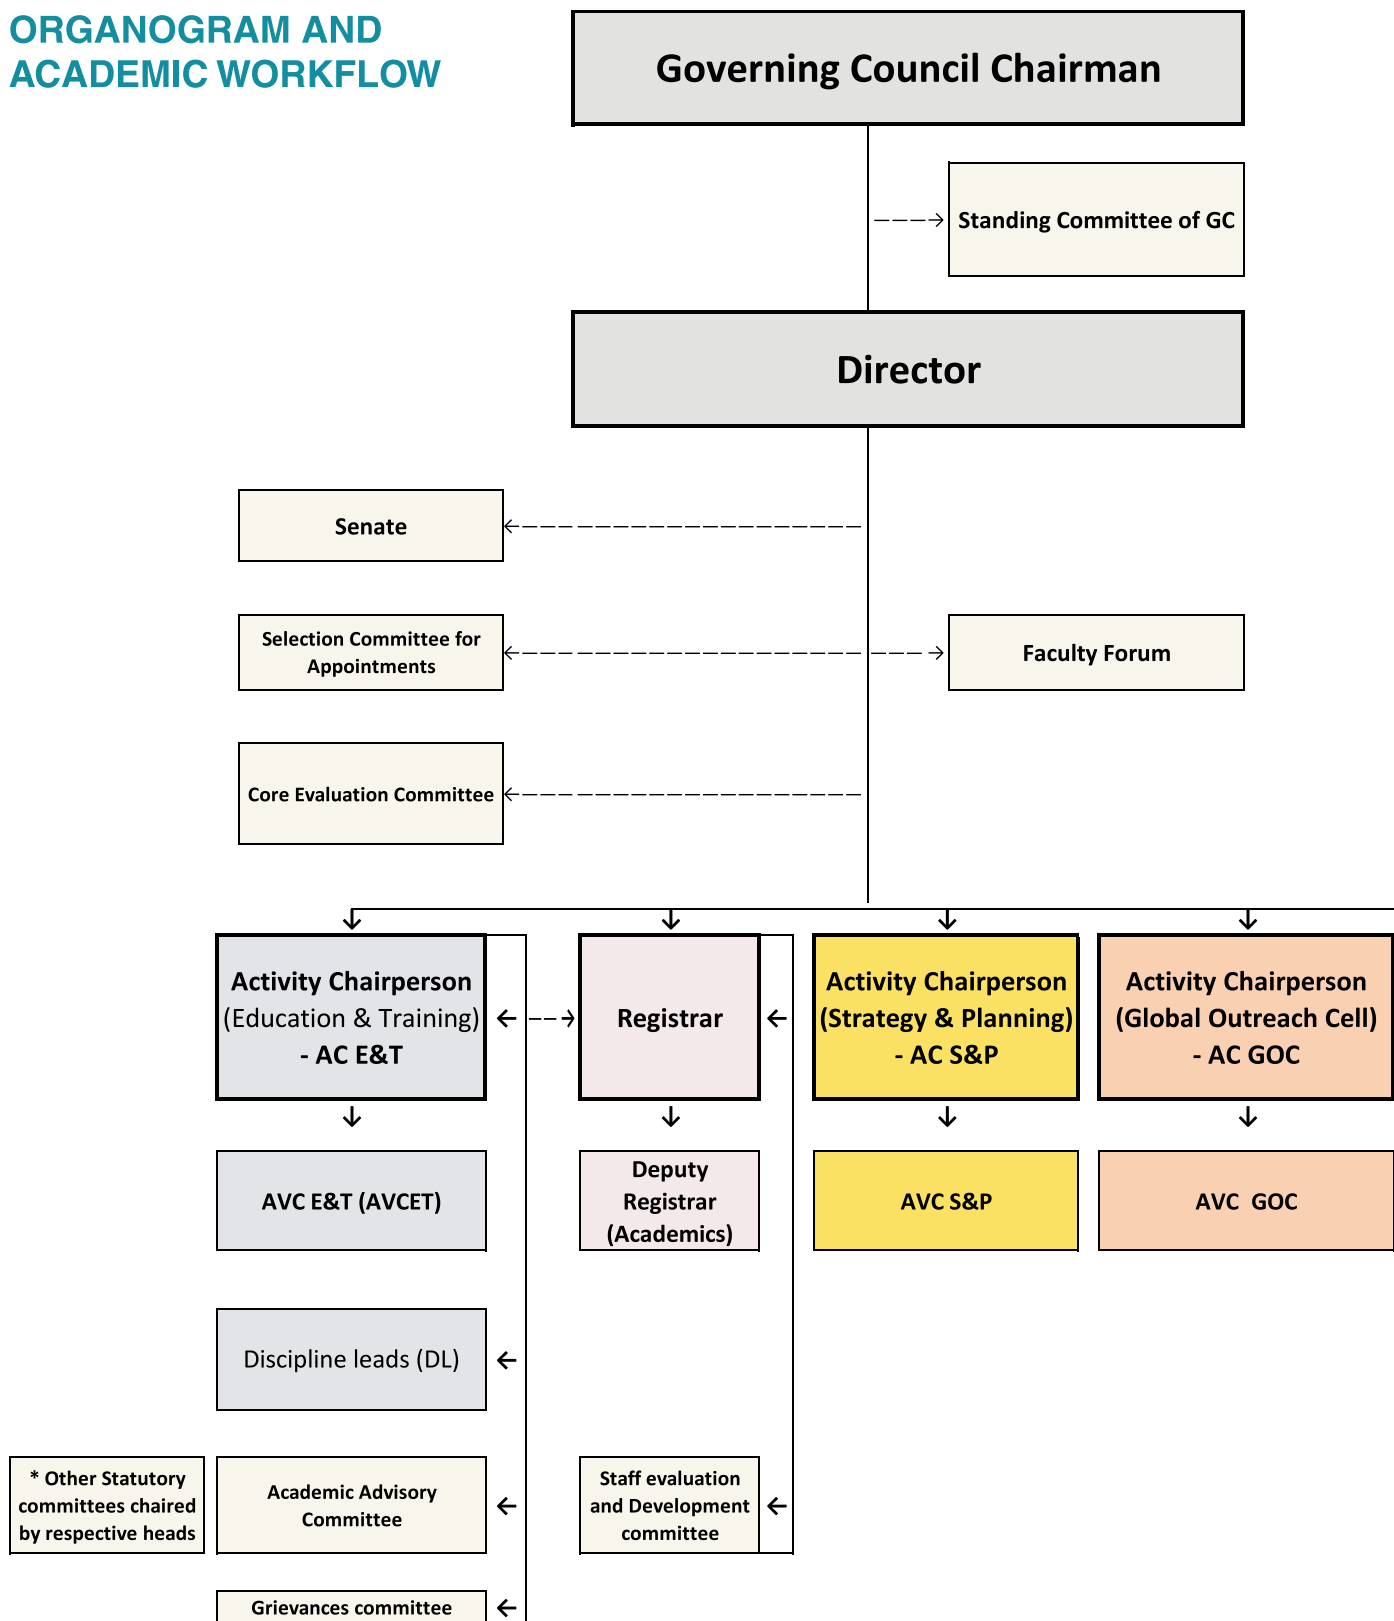 ORGANOGRAM AND
ACADEMIC WORKFLOW
Governing Council Chairman
Standing Committee of GC
Director
Senate
Selection Committee for
Appointments
Faculty Forum
Core Evaluation Committee
Activity Chairperson
(Education & Training)
- AC E&T
Registrar
Activity Chairperson
(Strategy & Planning)
- AC S&P
Activity Chairperson
(Global Outreach Cell)
- AC GOC
AVC E&T (AVCET)
Deputy
Registrar
(Academics)
AVC S&P
AVC GOC
Discipline leads (DL)
* Other Statutory
committees chaired
by respective heads
Academic Advisory
Committee
Staff evaluation
and Development
committee
Grievances committee